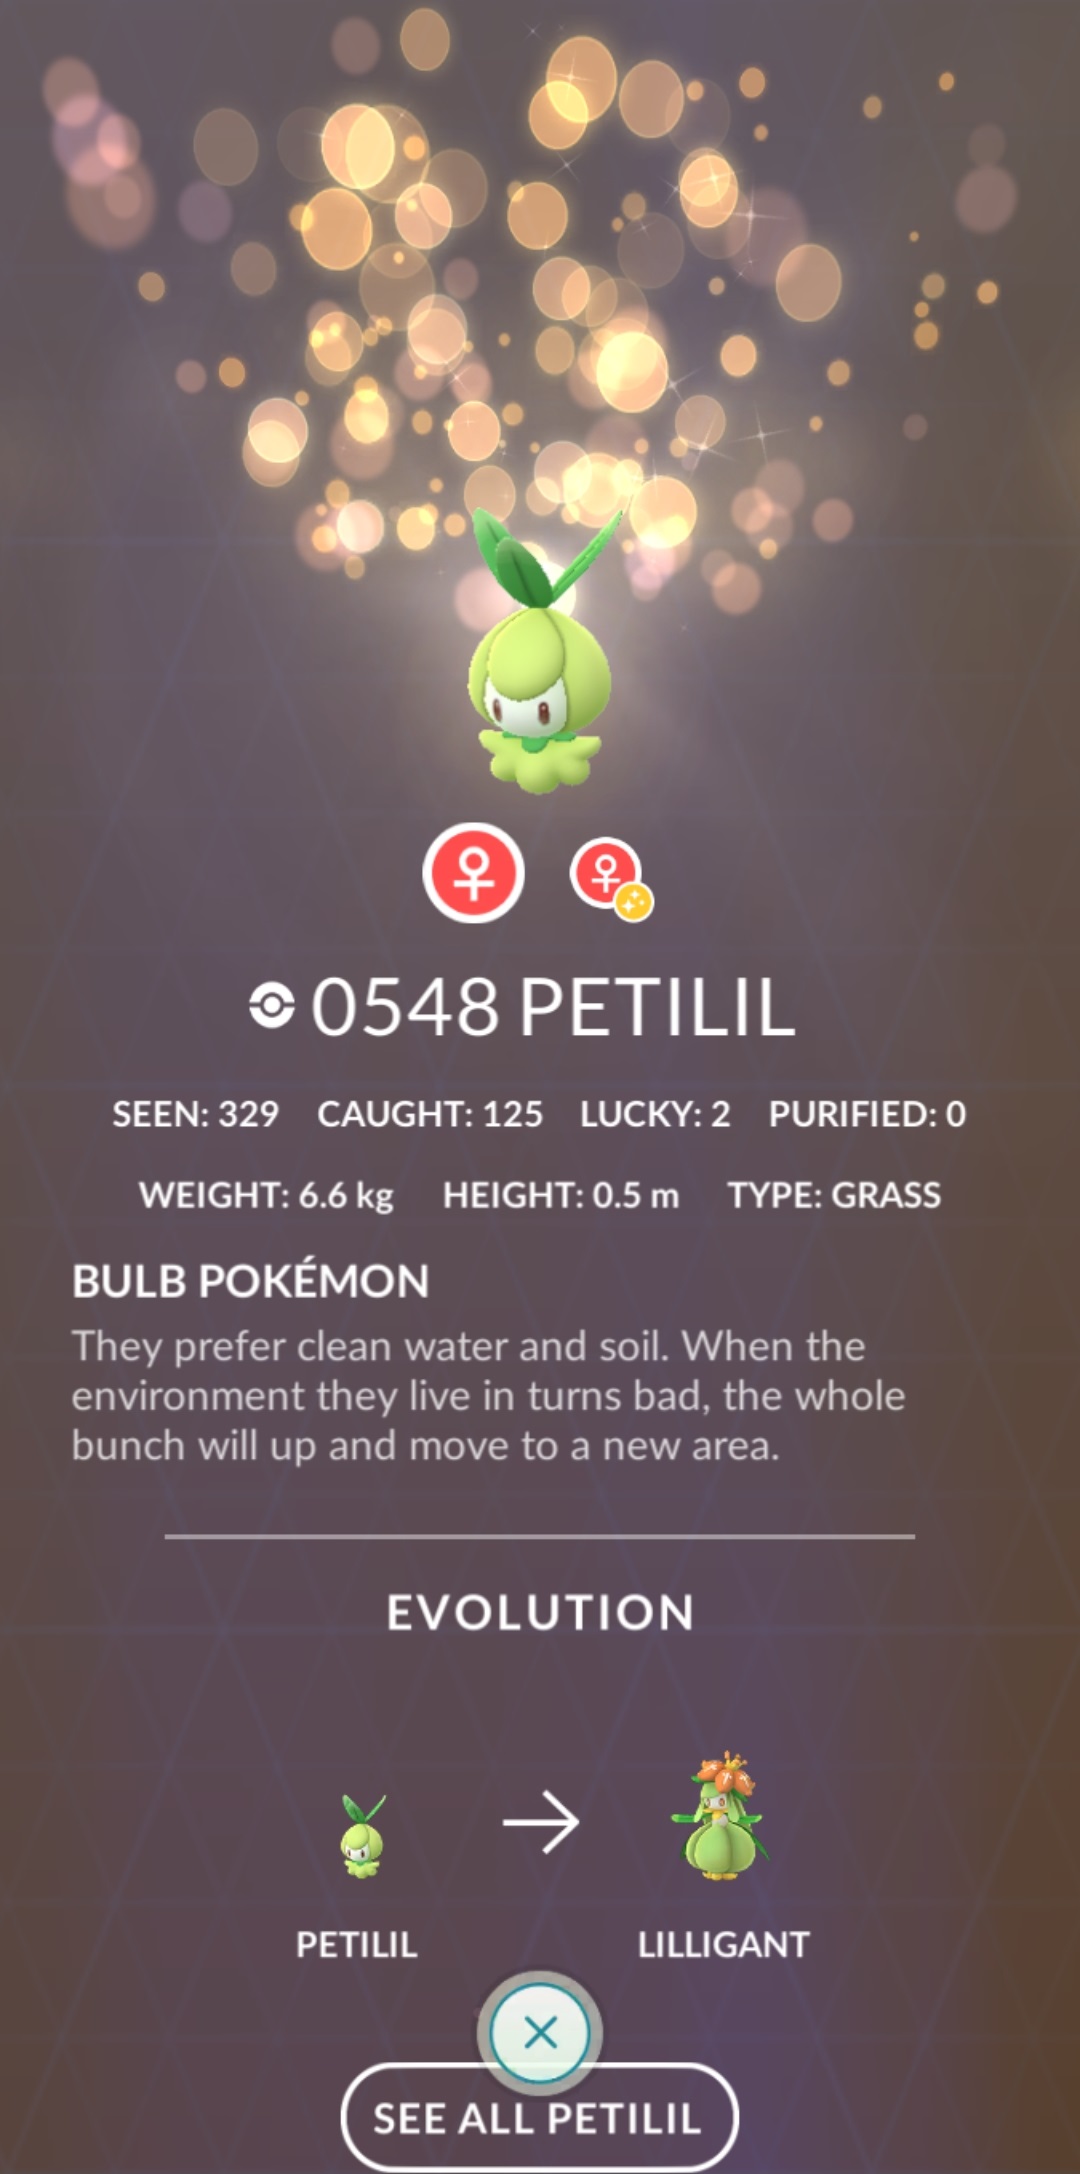 0548 PETILIL
SEEN: 329 CAUGHT: 125 LUCKY: 2 PURIFIED: 0
WEIGHT: 6.6 kg HEIGHT: 0.5 m TYPE: GRASS
BULB POKÉMON
They prefer clean water and soil. When the
environment they live in turns bad, the whole
bunch will up and move to a new area.
EVOLUTION
PETILIL LILLIGANT
SEE ALL PETILIL